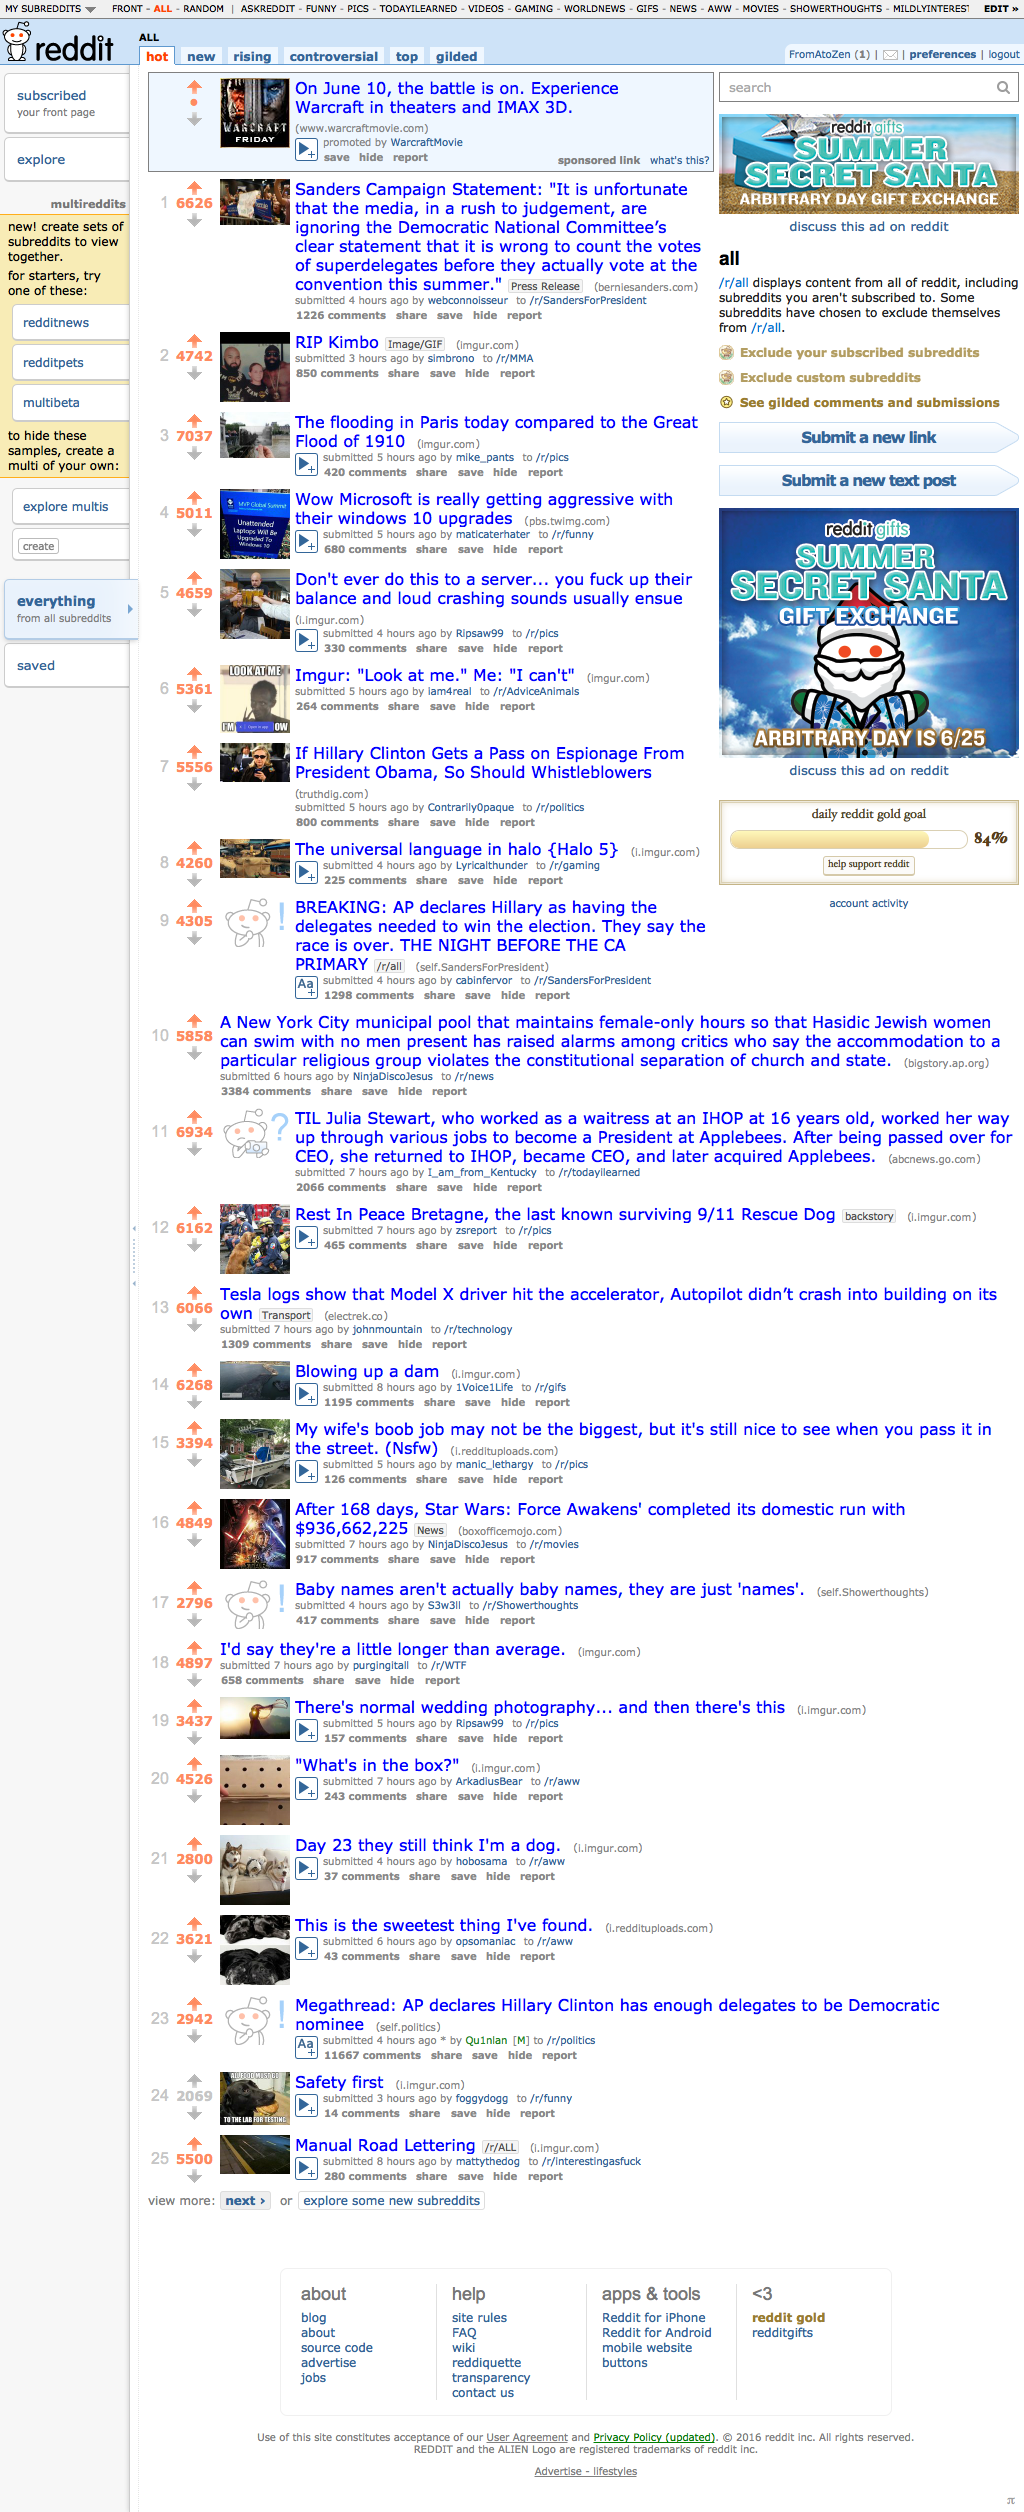 MY SUBREDDITS FRONT - ALL - RANDOM | ASKREDDIT - FUNNY - PICS - TODAYILEARNED - VIDEOS - GAMING - WORLDNEWS - GIFS - NEWS - AWW - MOVIES - SHOWERTHOUGHTS - MILDLYINTEREST EDIT »
reddit ALL
hot new rising controversial top gilded
FromAtoZen (1) | | preferences | logout
subscribed
your front page
explore
multireddits
new! create sets of
subreddits to view
together.
for starters, try
one of these:
redditnews
redditpets
multibeta
to hide these
samples, create a
multi of your own:
explore multis
create
everything
from all subreddits
saved
WARCRAFT
FRIDAY
On June 10, the battle is on. Experience
Warcraft in theaters and IMAX 3D.
(www.warcraftmovie.com)
promoted by WarcraftMovie
save hide report
sponsored link what's this?
1 6626
Sanders Campaign Statement: "It is unfortunate
that the media, in a rush to judgement, are
ignoring the Democratic National Committee’s
clear statement that it is wrong to count the votes
of superdelegates before they actually vote at the
convention this summer." Press Release (berniesanders.com)
submitted 4 hours ago by webconnoisseur to /r/SandersForPresident
1226 comments share save hide report
2 4742
RIP Kimbo Image/GIF (imgur.com)
submitted 3 hours ago by simbrono to /r/MMA
850 comments share save hide report
3 7037
The flooding in Paris today compared to the Great
Flood of 1910 (imgur.com)
submitted 5 hours ago by mike_pants to /r/pics
420 comments share save hide report
4 5011
MVP Global Summit
Unattended
Laptops Will Be
Upgraded To
Windows 10
Wow Microsoft is really getting aggressive with
their windows 10 upgrades (pbs.twimg.com)
submitted 5 hours ago by maticaterhater to /r/funny
680 comments share save hide report
5 4659
Don't ever do this to a server... you fuck up their
balance and loud crashing sounds usually ensue
(i.imgur.com)
submitted 4 hours ago by Ripsaw99 to /r/pics
330 comments share save hide report
6 5361
LOOK AT ME
I'M OW
Imgur: "Look at me." Me: "I can't" (imgur.com)
submitted 5 hours ago by iam4real to /r/AdviceAnimals
264 comments share save hide report
7 5556
If Hillary Clinton Gets a Pass on Espionage From
President Obama, So Should Whistleblowers
(truthdig.com)
submitted 5 hours ago by Contrarily0paque to /r/politics
800 comments share save hide report
8 4260
The universal language in halo {Halo 5} (i.imgur.com)
submitted 4 hours ago by Lyricalthunder to /r/gaming
225 comments share save hide report
9 4305
!
BREAKING: AP declares Hillary as having the
delegates needed to win the election. They say the
race is over. THE NIGHT BEFORE THE CA
PRIMARY /r/all (self.SandersForPresident)
Aa submitted 4 hours ago by cabinfervor to /r/SandersForPresident
1298 comments share save hide report
10 5858
A New York City municipal pool that maintains female-only hours so that Hasidic Jewish women
can swim with no men present has raised alarms among critics who say the accommodation to a
particular religious group violates the constitutional separation of church and state. (bigstory.ap.org)
submitted 6 hours ago by NinjaDiscoJesus to /r/news
3384 comments share save hide report
11 6934
?
TIL Julia Stewart, who worked as a waitress at an IHOP at 16 years old, worked her way
up through various jobs to become a President at Applebees. After being passed over for
CEO, she returned to IHOP, became CEO, and later acquired Applebees. (abcnews.go.com)
submitted 7 hours ago by I_am_from_Kentucky to /r/todayilearned
2066 comments share save hide report
12 6162
Rest In Peace Bretagne, the last known surviving 9/11 Rescue Dog backstory (i.imgur.com)
submitted 7 hours ago by zsreport to /r/pics
465 comments share save hide report
13 6066
Tesla logs show that Model X driver hit the accelerator, Autopilot didn’t crash into building on its
own Transport (electrek.co)
submitted 7 hours ago by johnmountain to /r/technology
1309 comments share save hide report
14 6268
Blowing up a dam (i.imgur.com)
submitted 8 hours ago by 1Voice1Life to /r/gifs
1195 comments share save hide report
15 3394
My wife's boob job may not be the biggest, but it's still nice to see when you pass it in
the street. (Nsfw) (i.reddituploads.com)
submitted 5 hours ago by manic_lethargy to /r/pics
126 comments share save hide report
16 4849
After 168 days, Star Wars: Force Awakens' completed its domestic run with
$936,662,225 News (boxofficemojo.com)
submitted 7 hours ago by NinjaDiscoJesus to /r/movies
917 comments share save hide report
17 2796
!
Baby names aren't actually baby names, they are just 'names'. (self.Showerthoughts)
submitted 4 hours ago by S3w3ll to /r/Showerthoughts
417 comments share save hide report
18 4897
I'd say they're a little longer than average. (imgur.com)
submitted 7 hours ago by purgingitall to /r/WTF
658 comments share save hide report
19 3437
There's normal wedding photography... and then there's this (i.imgur.com)
submitted 5 hours ago by Ripsaw99 to /r/pics
157 comments share save hide report
20 4526
"What's in the box?" (i.imgur.com)
submitted 7 hours ago by ArkadiusBear to /r/aww
243 comments share save hide report
21 2800
Day 23 they still think I'm a dog. (i.imgur.com)
submitted 4 hours ago by hobosama to /r/aww
37 comments share save hide report
22 3621
This is the sweetest thing I've found. (i.reddituploads.com)
submitted 6 hours ago by opsomaniac to /r/aww
43 comments share save hide report
23 2942
!
Megathread: AP declares Hillary Clinton has enough delegates to be Democratic
nominee (self.politics)
Aa submitted 4 hours ago * by Qu1nlan [M] to /r/politics
11667 comments share save hide report
24 2069
ALL FOOD MUST GO
TO THE LAB FOR TESTING
Safety first (i.imgur.com)
submitted 3 hours ago by foggydogg to /r/funny
14 comments share save hide report
25 5500
Manual Road Lettering /r/ALL (i.imgur.com)
submitted 8 hours ago by mattythedog to /r/interestingasfuck
280 comments share save hide report
view more: next › or explore some new subreddits
search
reddit gifts
SUMMER
SECRET SANTA
ARBITRARY DAY GIFT EXCHANGE
discuss this ad on reddit
all
/r/all displays content from all of reddit, including
subreddits you aren't subscribed to. Some
subreddits have chosen to exclude themselves
from /r/all.
Exclude your subscribed subreddits
Exclude custom subreddits
See gilded comments and submissions
Submit a new link
Submit a new text post
reddit gifts
SUMMER
SECRET SANTA
GIFT EXCHANGE
ARBITRARY DAY IS 6/25
discuss this ad on reddit
daily reddit gold goal
84%
help support reddit
account activity
about
blog
about
source code
advertise
jobs
help
site rules
FAQ
wiki
reddiquette
transparency
contact us
apps & tools
Reddit for iPhone
Reddit for Android
mobile website
buttons
<3
reddit gold
redditgifts
Use of this site constitutes acceptance of our User Agreement and Privacy Policy (updated). © 2016 reddit inc. All rights reserved.
REDDIT and the ALIEN Logo are registered trademarks of reddit inc.
Advertise - lifestyles
π